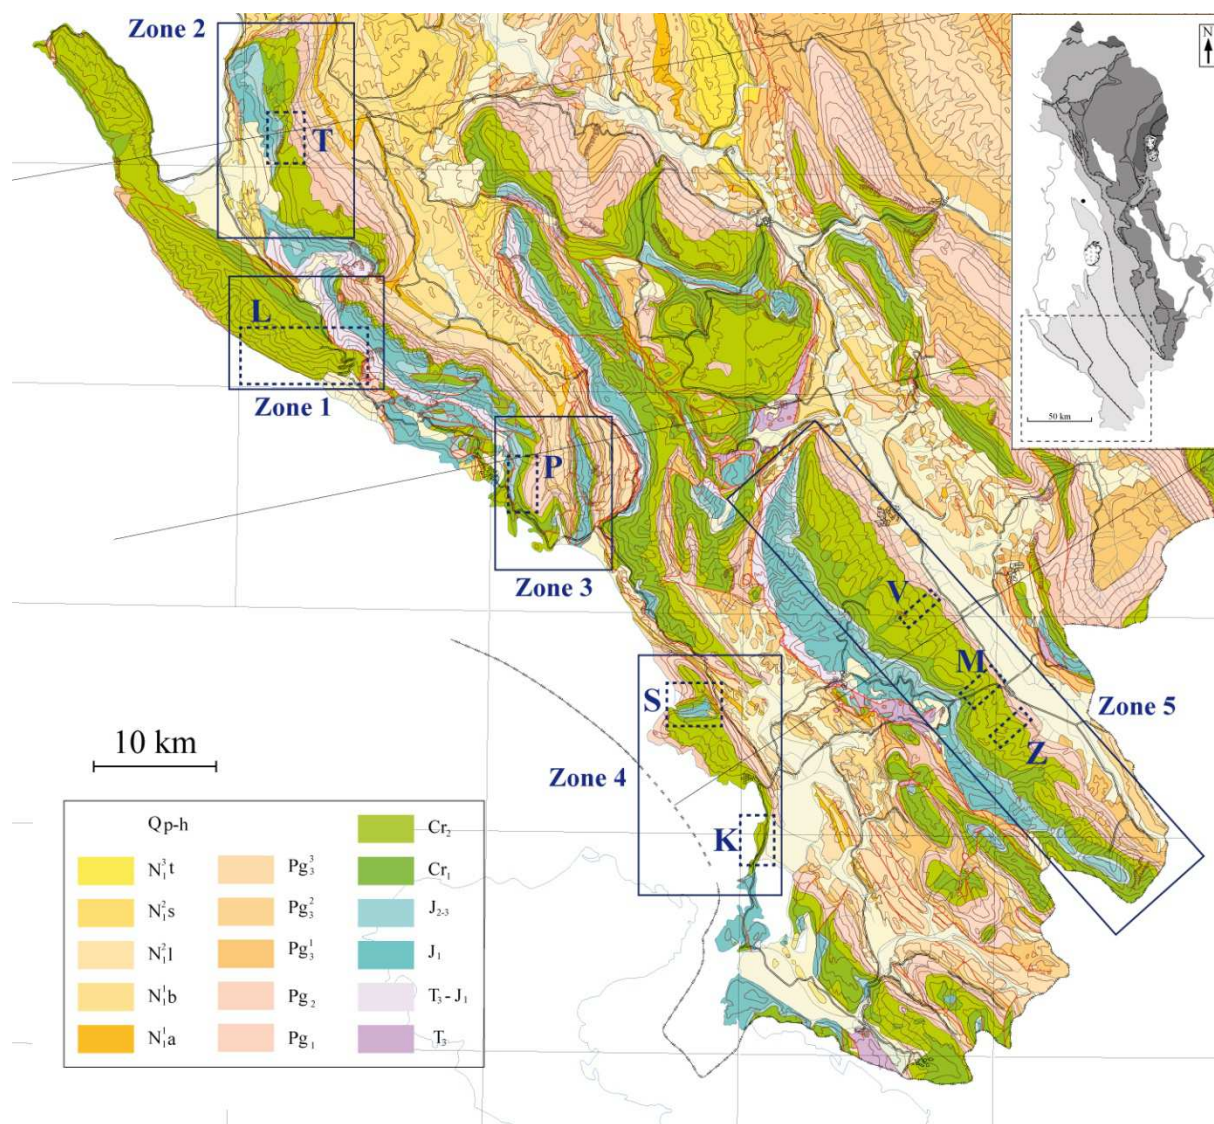 Zone 2
N
T
50 km
L
Zone 1
P
Zone 3
V
M
S
Zone 5
Z
Zone 4
K
10 km
Qp-h
N₁³t
N₁²s
N₁²l
N₁¹b
N₁¹a
Pg₃³
Pg₃²
Pg₃¹
Pg₂
Pg₁
Cr₂
Cr₁
J₂₋₃
J₁
T₃ - J₁
T₃